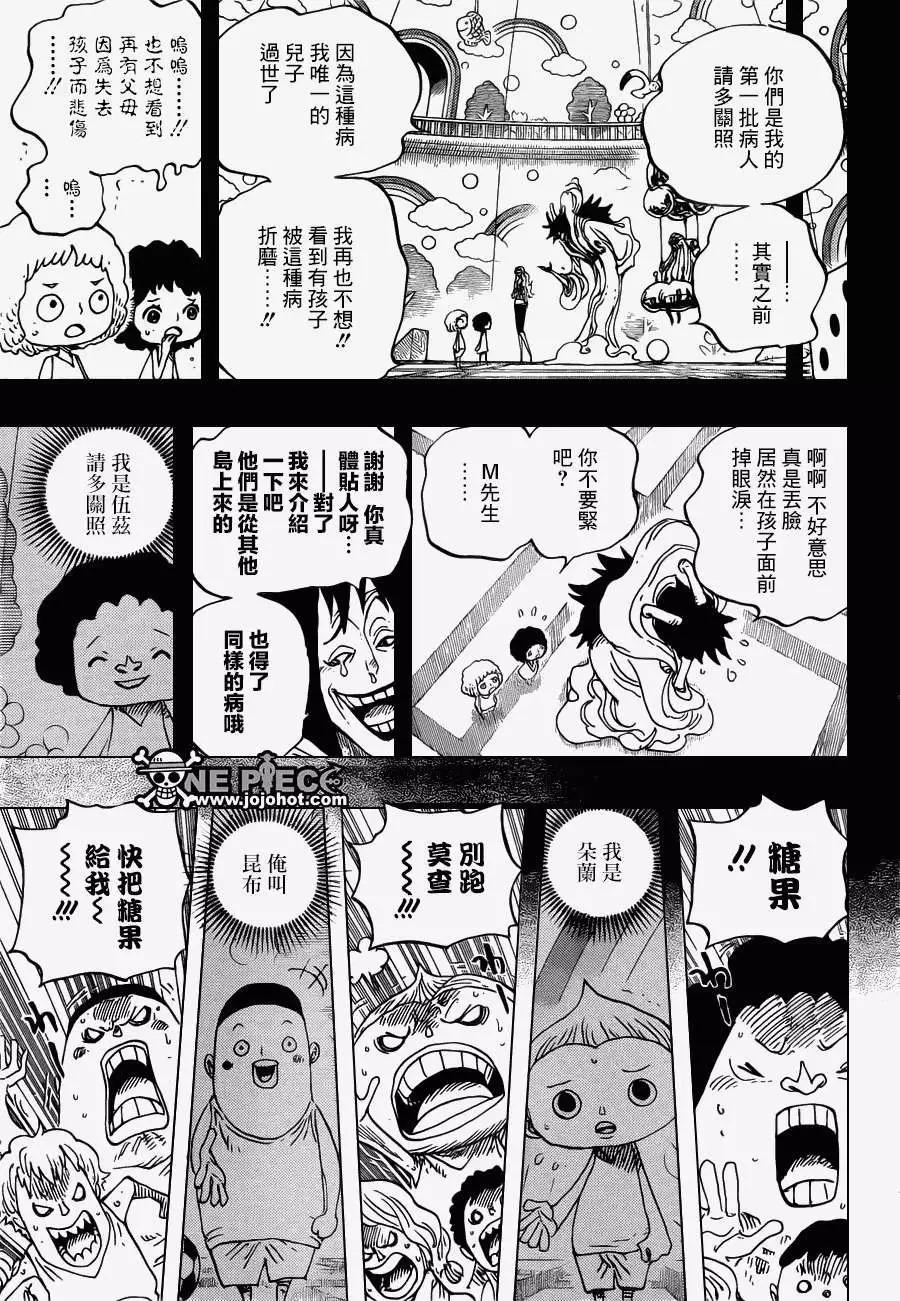 你們是我的
第一批病人
請多關照
──
其實之前
……
因為這種病
我唯一的
兒子
過世了
我再也不想
看到有孩子
被這種病
折磨…!!
嗚嗚……!!
也不想看到
再有父母
因爲失去
孩子而悲傷
…嗚…
啊啊 不好意思
真是丟臉
居然在孩子面前
掉眼淚…
你不要緊
吧?
M先生
……
謝謝 你真
體貼人呀…
──對了
我來介紹
一下吧
他們是從其他
島上來的
也得了
同樣的病哦
我是伍茲
請多關照
ONE PIECE
www.jojohot.com
糖果
!!
我是
朵蘭
別跑
莫查
~~!!!
俺叫
昆布
快把糖果
給我~
~~!!!
わ
わ